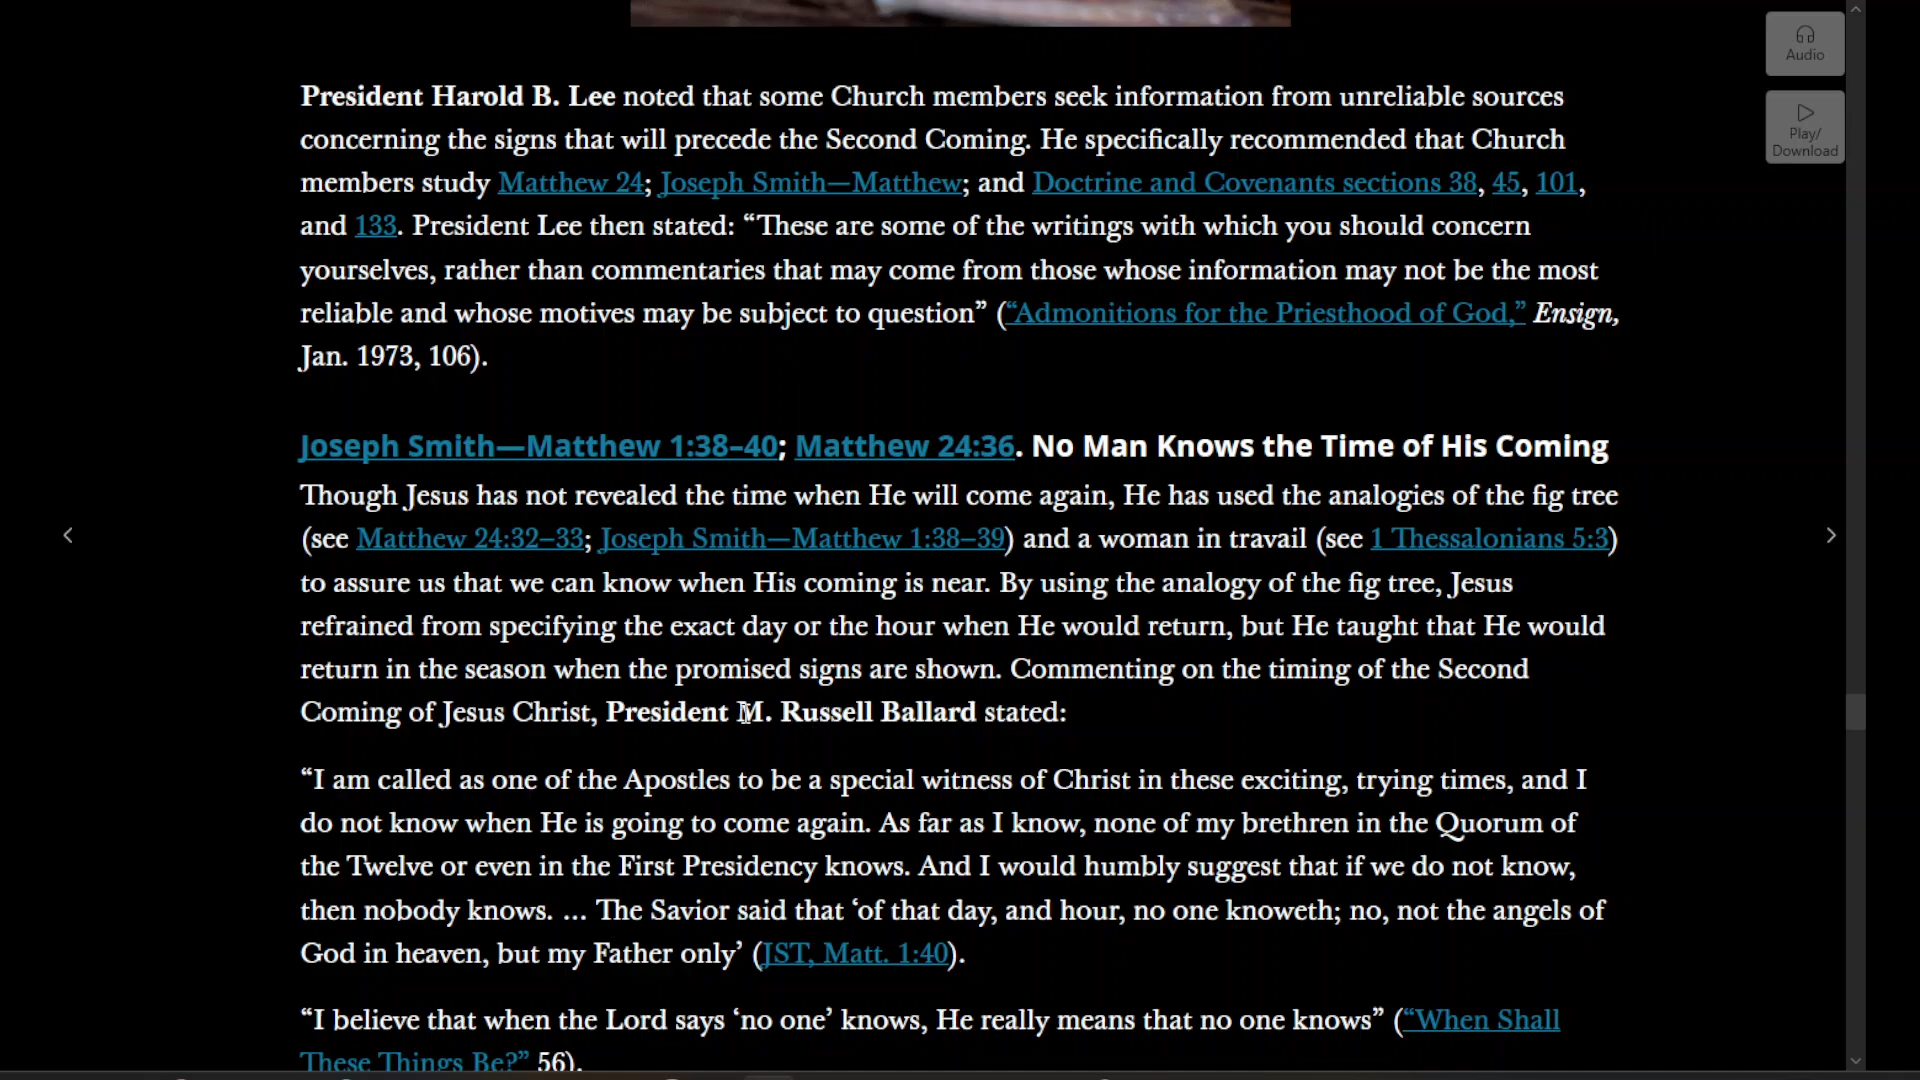 Audio
Play/
Download
President Harold B. Lee noted that some Church members seek information from unreliable sources
concerning the signs that will precede the Second Coming. He specifically recommended that Church
members study Matthew 24; Joseph Smith—Matthew; and Doctrine and Covenants sections 38, 45, 101,
and 133. President Lee then stated: “These are some of the writings with which you should concern
yourselves, rather than commentaries that may come from those whose information may not be the most
reliable and whose motives may be subject to question” (“Admonitions for the Priesthood of God,” Ensign,
Jan. 1973, 106).
Joseph Smith—Matthew 1:38–40; Matthew 24:36. No Man Knows the Time of His Coming
Though Jesus has not revealed the time when He will come again, He has used the analogies of the fig tree
(see Matthew 24:32–33; Joseph Smith—Matthew 1:38–39) and a woman in travail (see 1 Thessalonians 5:3)
to assure us that we can know when His coming is near. By using the analogy of the fig tree, Jesus
refrained from specifying the exact day or the hour when He would return, but He taught that He would
return in the season when the promised signs are shown. Commenting on the timing of the Second
Coming of Jesus Christ, President M. Russell Ballard stated:
“I am called as one of the Apostles to be a special witness of Christ in these exciting, trying times, and I
do not know when He is going to come again. As far as I know, none of my brethren in the Quorum of
the Twelve or even in the First Presidency knows. And I would humbly suggest that if we do not know,
then nobody knows. … The Savior said that ‘of that day, and hour, no one knoweth; no, not the angels of
God in heaven, but my Father only’ (JST, Matt. 1:40).
“I believe that when the Lord says ‘no one’ knows, He really means that no one knows” (“When Shall
These Things Be?” 56).